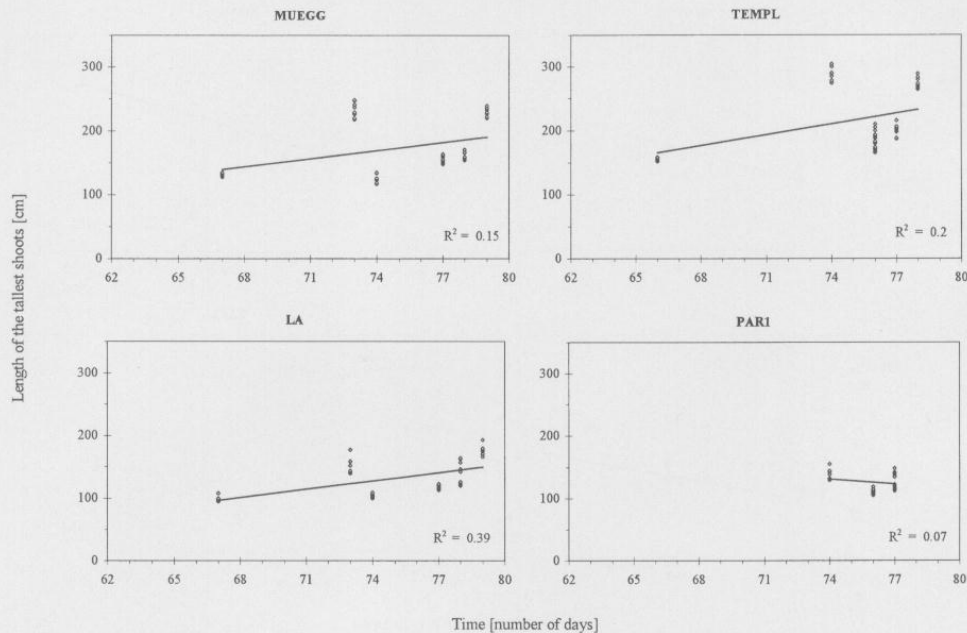 MUEGG
TEMPL
300
200
100
0
62 65 68 71 74 77 80
R² = 0.15
300
200
100
0
62 65 68 71 74 77 80
R² = 0.2
LA
PAR1
300
200
100
0
62 65 68 71 74 77 80
R² = 0.39
300
200
100
0
62 65 68 71 74 77 80
R² = 0.07
Length of the tallest shoots [cm]
Time [number of days]